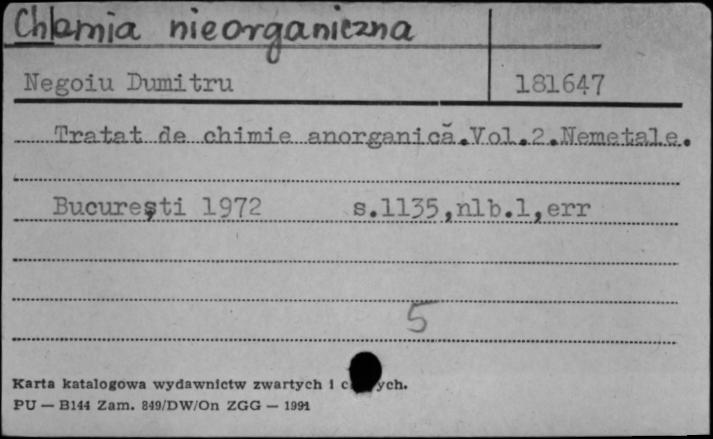 Chemia nieorganiczna
Negoiu Dumitru 181647
Tratat de chimie anorganică.Vol.2.Nemetale.
București 1972 s.1135,nlb.1,err
5
Karta katalogowa wydawnictw zwartych i
PU — B144 Zam. 849/DW/On ZGG — 1991